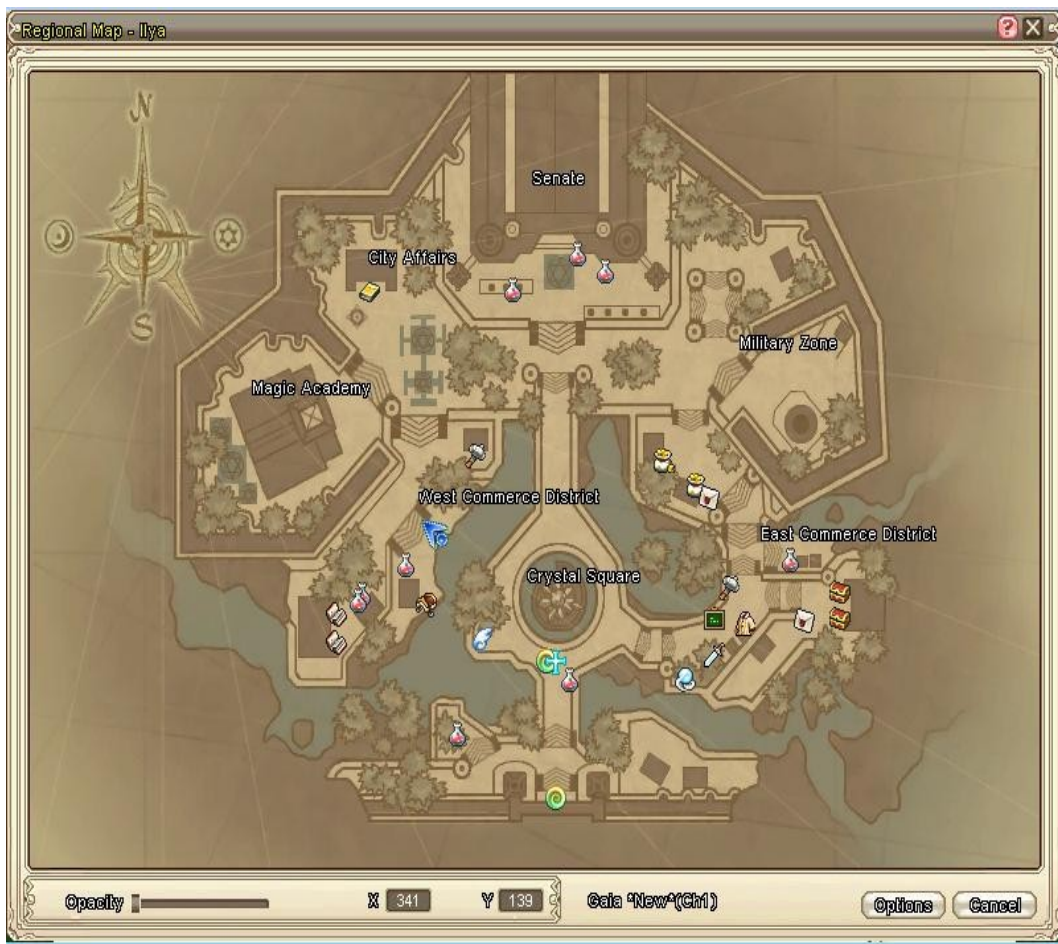 Regional Map - Ilya
N
S
Senate
City Affairs
Military Zone
Magic Academy
West Commerce District
East Commerce District
Crystal Square
Opacity
X 341
Y 139
Gaia *New*(Ch1)
Options
Cancel